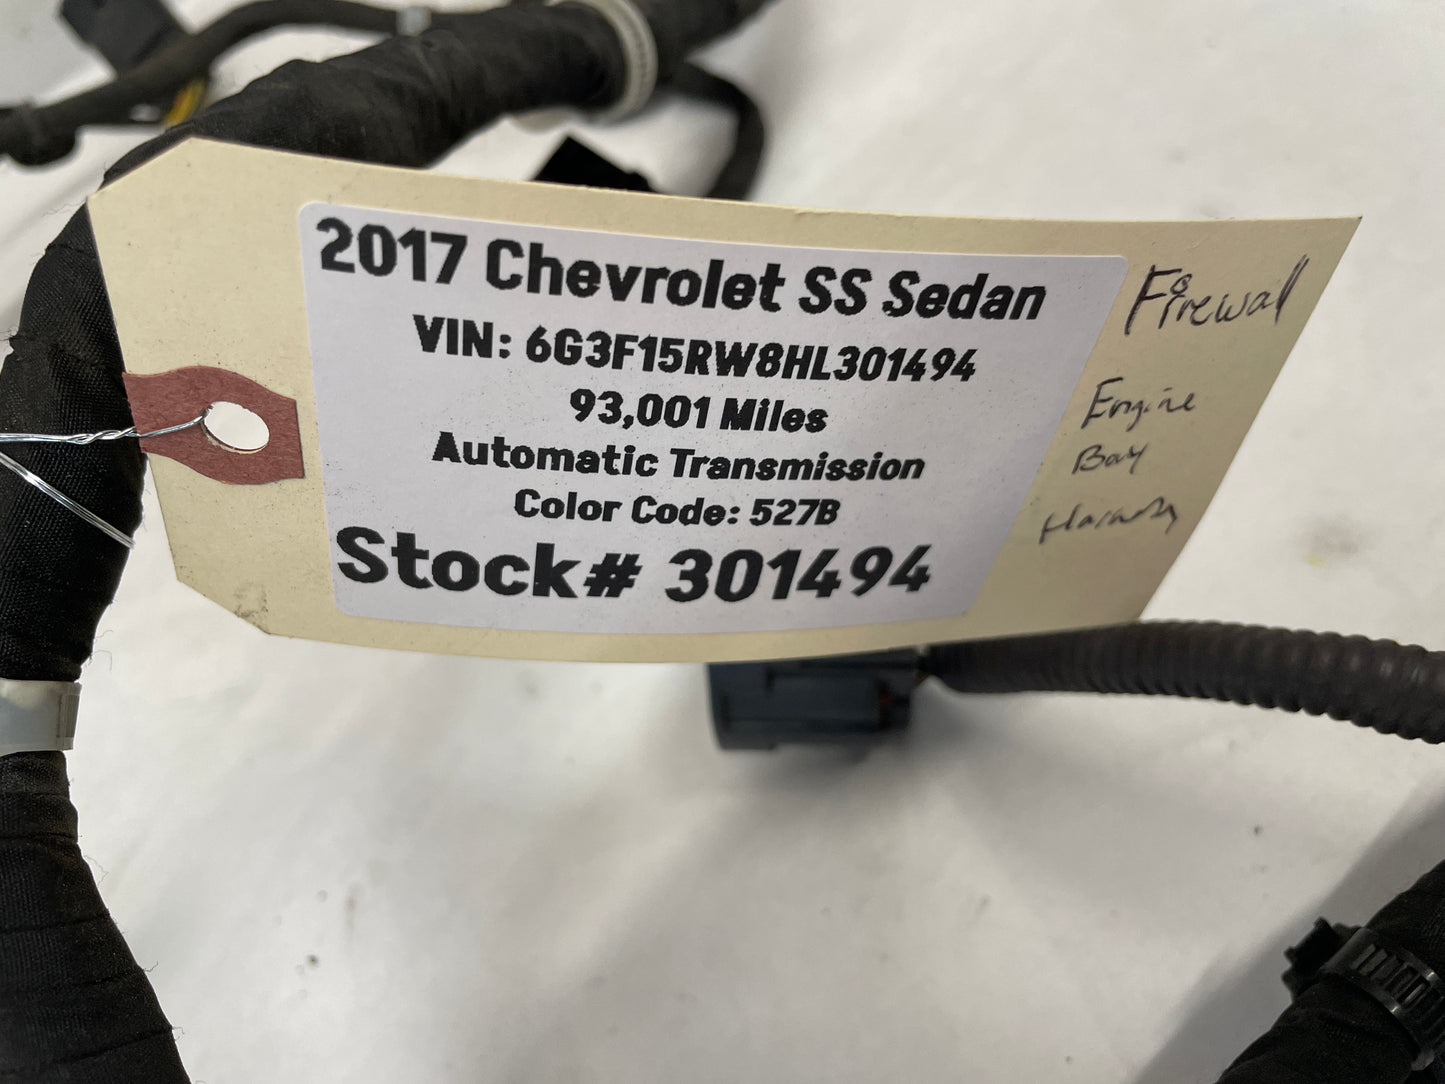 2017 Chevrolet SS Sedan
VIN: 6G3F15RW8HL301494
93,001 Miles
Automatic Transmission
Color Code: 527B
Stock# 301494
Firewall
Engine
Bay
Harness